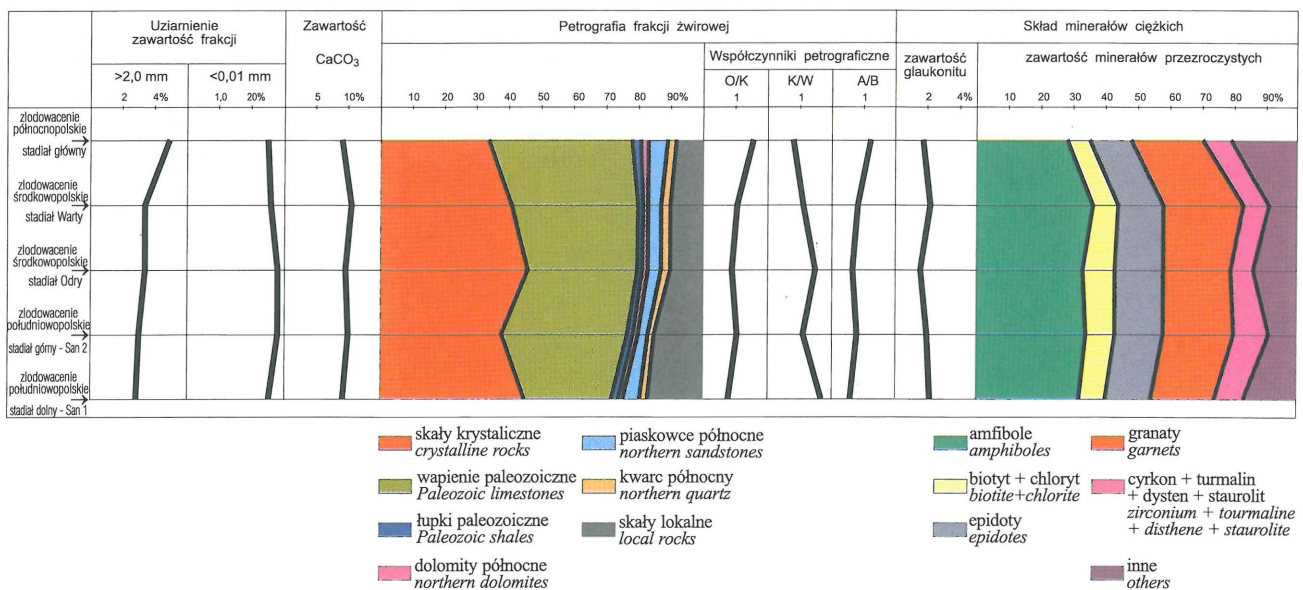 Uziarnienie
zawartość frakcji
Zawartość
CaCO3
Petrografia frakcji żwirowej
Skład minerałów ciężkich
Współczynniki petrograficzne
zawartość
glaukonitu
zawartość minerałów przezroczystych
>2,0 mm
<0,01 mm
O/K
K/W
A/B
2 4%
1,0 20%
5 10%
10 20 30 40 50 60 70 80 90%
1
1
1
2 4%
10 20 30 40 50 60 70 80 90%
zlodowacenie
północnopolskie
stadiał główny
zlodowacenie
środkowopolskie
stadiał Warty
zlodowacenie
środkowopolskie
stadiał Odry
zlodowacenie
południowopolskie
stadiał górny - San 2
zlodowacenie
południowopolskie
stadiał dolny - San 1
skały krystaliczne
crystalline rocks
wapienie paleozoiczne
Paleozoic limestones
łupki paleozoiczne
Paleozoic shales
dolomity północne
northern dolomites
piaskowce północne
northern sandstones
kwarc północny
northern quartz
skały lokalne
local rocks
amfibole
amphiboles
biotyt + chloryt
biotite+chlorite
epidoty
epidotes
granaty
garnets
cyrkon + turmalin
+ dysten + staurolit
zirconium + tourmaline
+ disthene + staurolite
inne
others